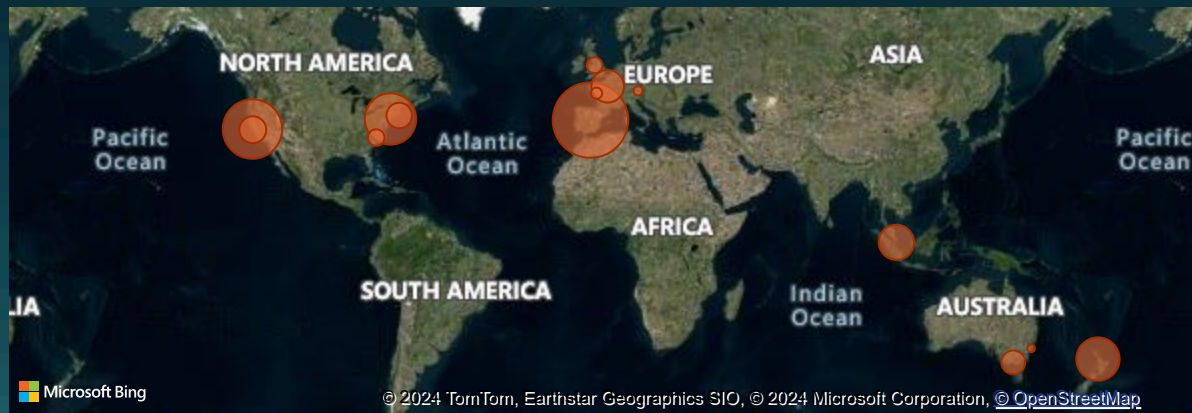 NORTH AMERICA
ASIA
EUROPE
Pacific
Ocean
Atlantic
Ocean
Pacific
Ocean
AFRICA
SOUTH AMERICA
Indian
Ocean
LIA
AUSTRALIA
Microsoft Bing
© 2024 TomTom, Earthstar Geographics SIO, © 2024 Microsoft Corporation, © OpenStreetMap